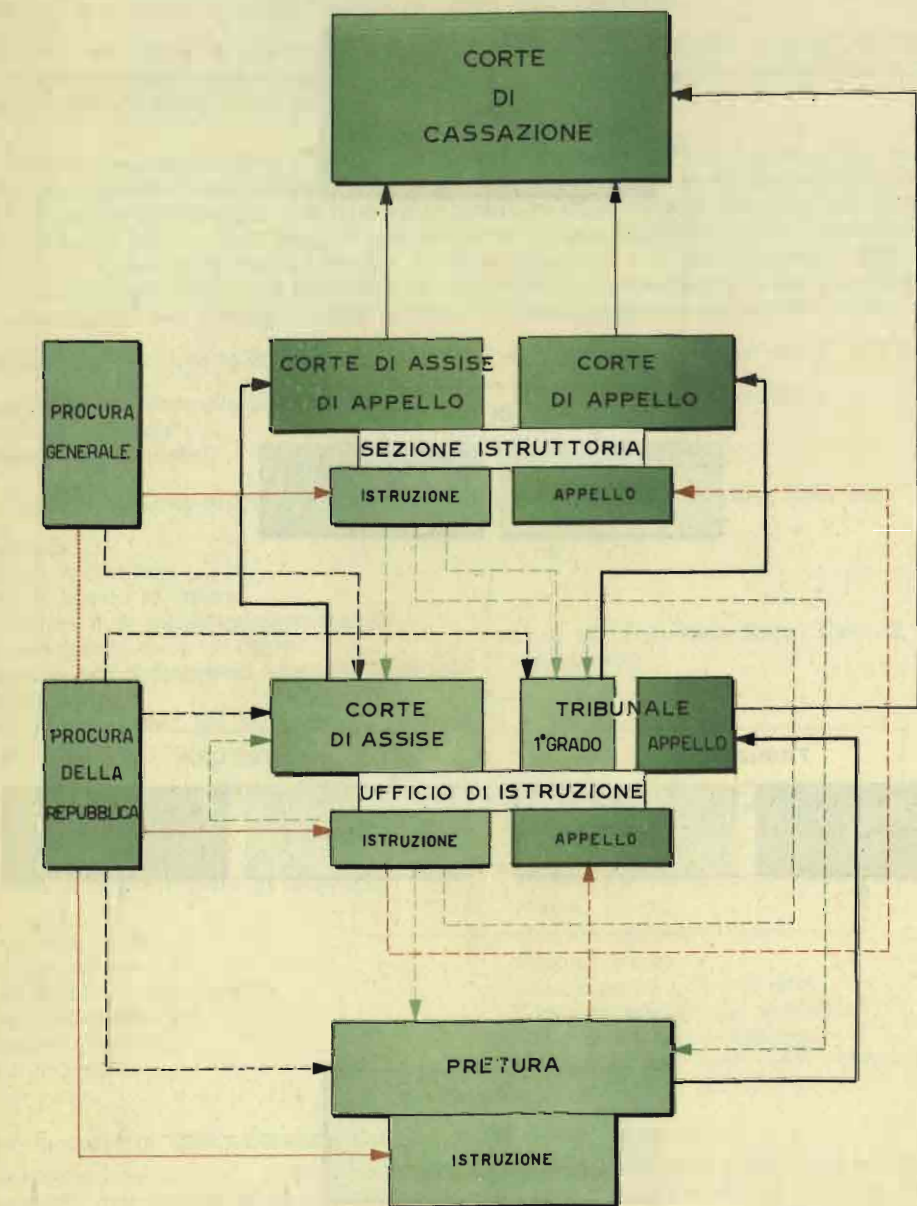 CORTE
DI
CASSAZIONE
PROCURA
GENERALE
CORTE DI ASSISE
DI APPELLO
CORTE
DI APPELLO
SEZIONE ISTRUTTORIA
ISTRUZIONE
APPELLO
PROCURA
DELLA
REPUBBLICA
CORTE
DI ASSISE
TRIBUNALE
1° GRADO
APPELLO
UFFICIO DI ISTRUZIONE
ISTRUZIONE
APPELLO
PRETURA
ISTRUZIONE